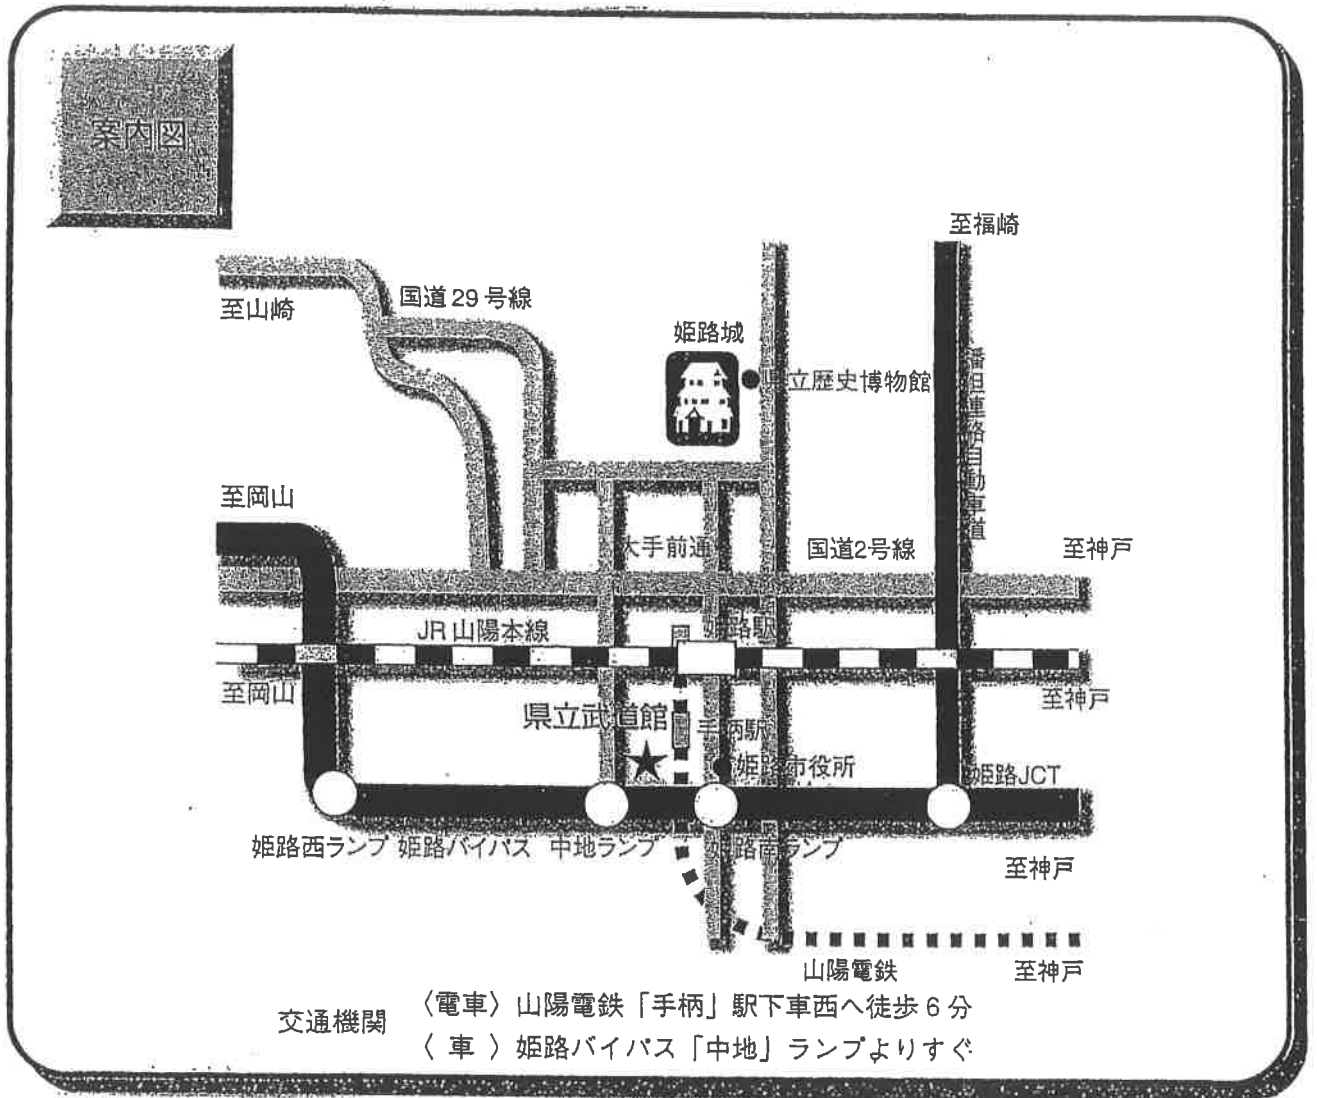 案内図
至福崎
至山崎
国道29号線
姫路城
県立歴史博物館
播但連絡自動車道
至岡山
大手前通
国道2号線
至神戸
JR山陽本線
姫路駅
至岡山
至神戸
県立武道館
手柄駅
姫路市役所
姫路JCT
姫路西ランプ
姫路バイパス
中地ランプ
姫路南ランプ
至神戸
山陽電鉄
至神戸
交通機関
〈電車〉山陽電鉄「手柄」駅下車西へ徒歩6分
〈 車 〉姫路バイパス「中地」ランプよりすぐ